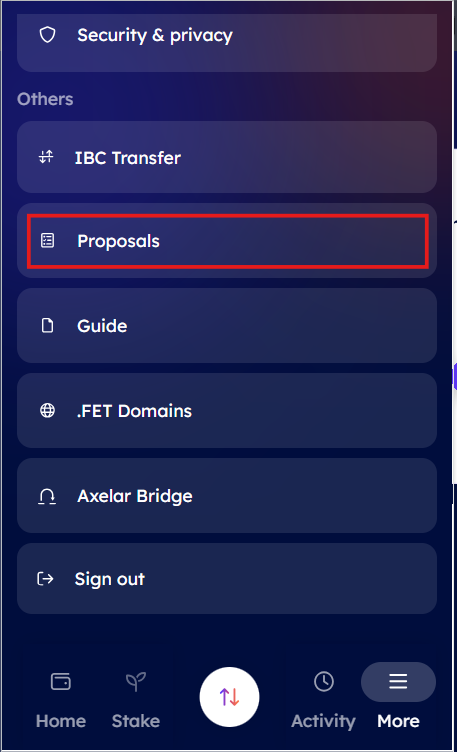 Security & privacy
Others
IBC Transfer
Proposals
Guide
.FET Domains
Axelar Bridge
Sign out
Home Stake Activity More